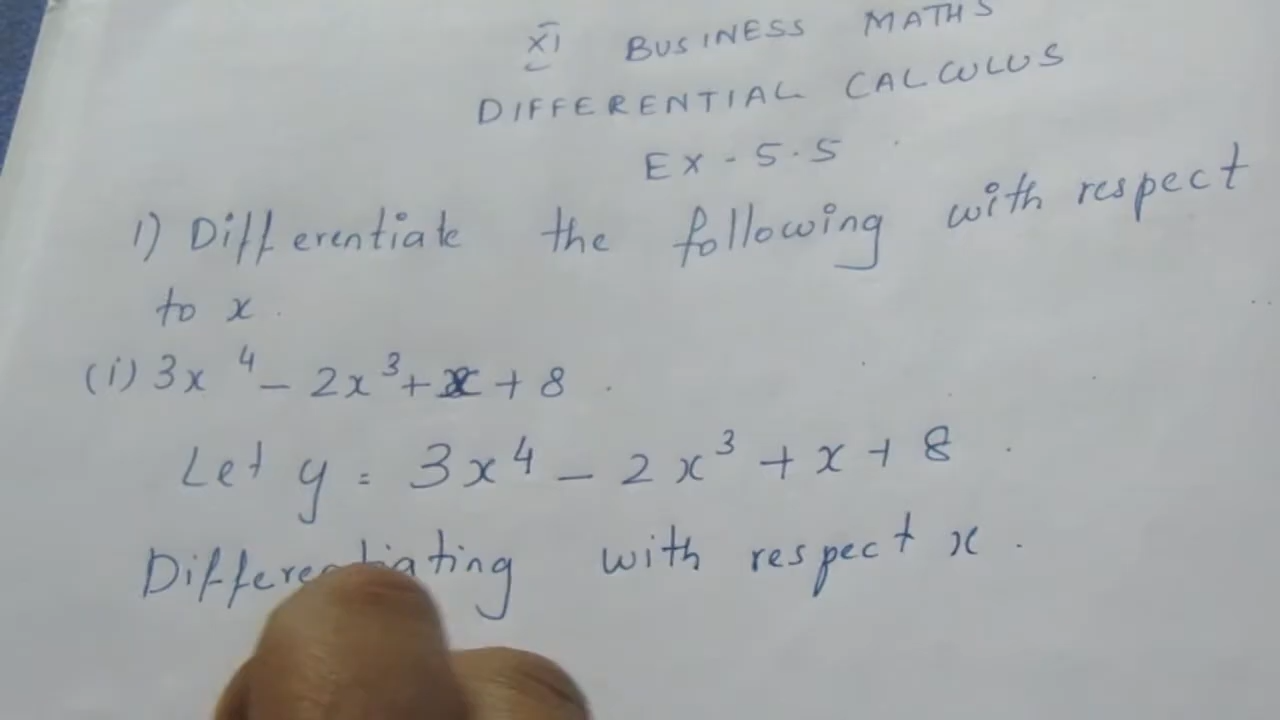 XI BUSINESS MATHS
DIFFERENTIAL CALCULUS
EX - 5.5
1) Differentiate the following with respect
to x.
(i) 3x⁴ - 2x³ + x + 8.
Let y = 3x⁴ - 2x³ + x + 8.
Differentiating with respect x.